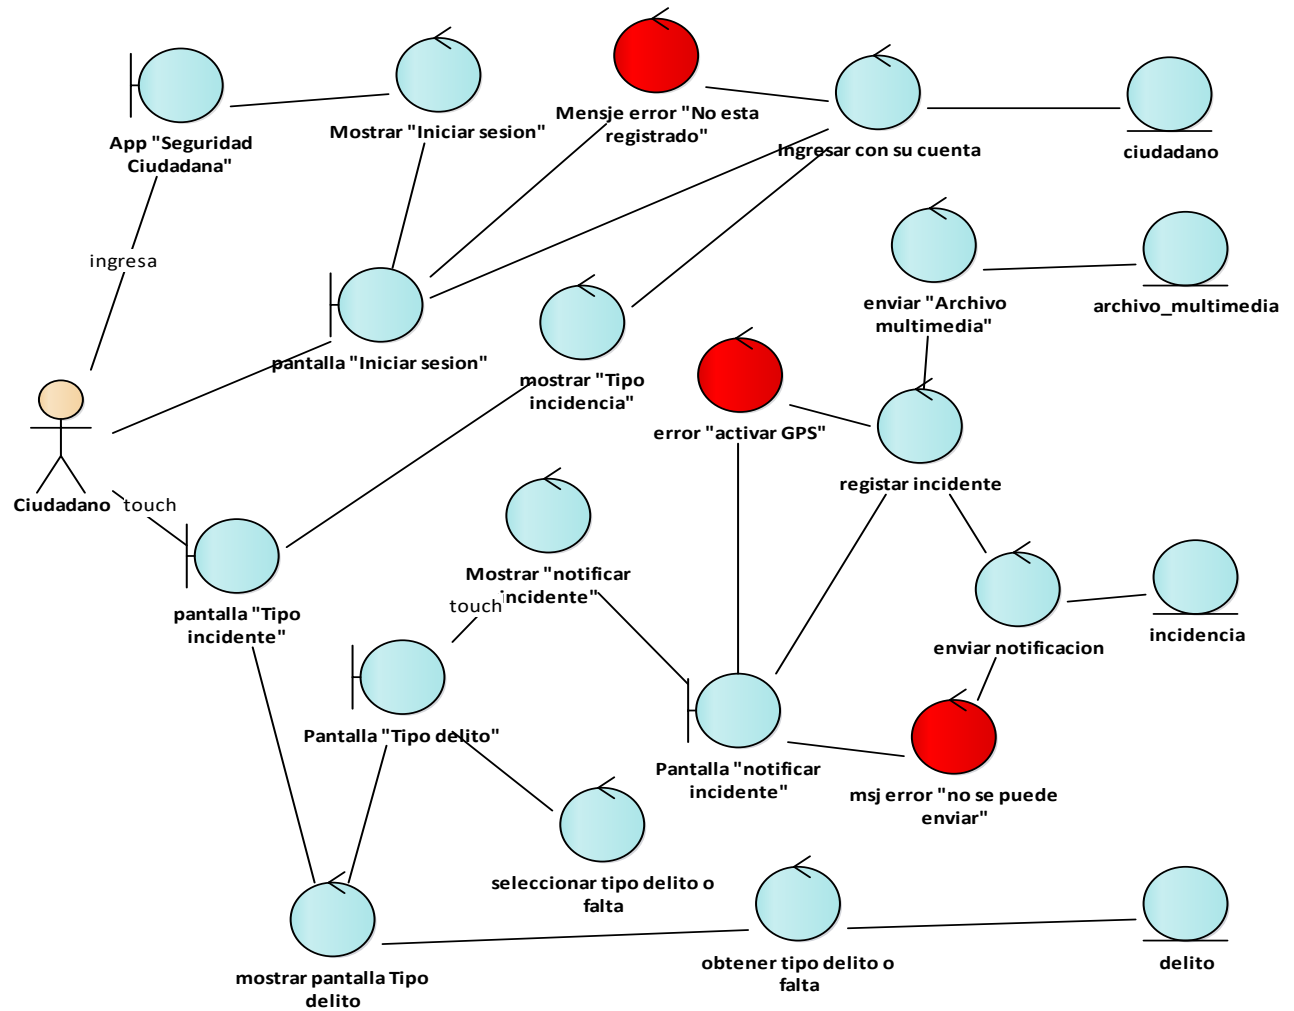 App "Seguridad
Ciudadana"
Mostrar "Iniciar sesion"
Mensje error "No esta
registrado"
Ingresar con su cuenta
ciudadano
ingresa
enviar "Archivo
multimedia"
archivo_multimedia
pantalla "Iniciar sesion"
mostrar "Tipo
incidencia"
error "activar GPS"
registar incidente
Ciudadano
touch
Mostrar "notificar
incidente"
touch
pantalla "Tipo
incidente"
enviar notificacion
incidencia
Pantalla "Tipo delito"
Pantalla "notificar
incidente"
msj error "no se puede
enviar"
seleccionar tipo delito o
falta
mostrar pantalla Tipo
delito
obtener tipo delito o
falta
delito